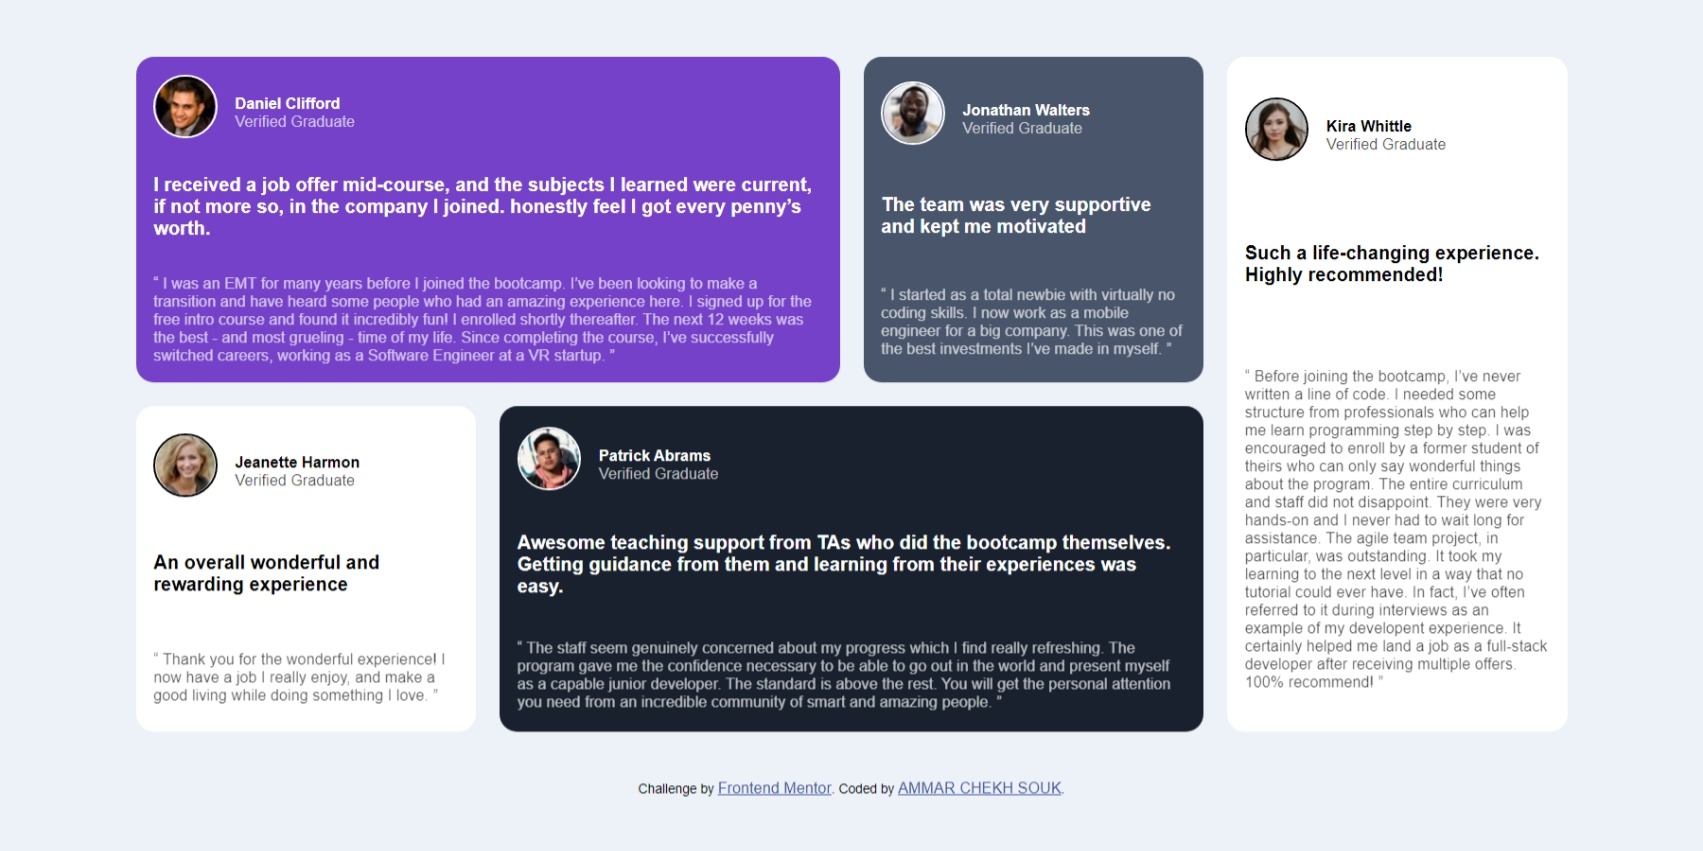 Daniel Clifford
Verified Graduate
I received a job offer mid-course, and the subjects I learned were current,
if not more so, in the company I joined. honestly feel I got every penny’s
worth.
“ I was an EMT for many years before I joined the bootcamp. I’ve been looking to make a
transition and have heard some people who had an amazing experience here. I signed up for the
free intro course and found it incredibly fun! I enrolled shortly thereafter. The next 12 weeks was
the best - and most grueling - time of my life. Since completing the course, I’ve successfully
switched careers, working as a Software Engineer at a VR startup. ”
Jonathan Walters
Verified Graduate
The team was very supportive
and kept me motivated
“ I started as a total newbie with virtually no
coding skills. I now work as a mobile
engineer for a big company. This was one of
the best investments I’ve made in myself. ”
Kira Whittle
Verified Graduate
Such a life-changing experience.
Highly recommended!
“ Before joining the bootcamp, I’ve never
written a line of code. I needed some
structure from professionals who can help
me learn programming step by step. I was
encouraged to enroll by a former student of
theirs who can only say wonderful things
about the program. The entire curriculum
and staff did not disappoint. They were very
hands-on and I never had to wait long for
assistance. The agile team project, in
particular, was outstanding. It took my
learning to the next level in a way that no
tutorial could ever have. In fact, I’ve often
referred to it during interviews as an
example of my developent experience. It
certainly helped me land a job as a full-stack
developer after receiving multiple offers.
100% recommend! ”
Jeanette Harmon
Verified Graduate
An overall wonderful and
rewarding experience
“ Thank you for the wonderful experience! I
now have a job I really enjoy, and make a
good living while doing something I love. ”
Patrick Abrams
Verified Graduate
Awesome teaching support from TAs who did the bootcamp themselves.
Getting guidance from them and learning from their experiences was
easy.
“ The staff seem genuinely concerned about my progress which I find really refreshing. The
program gave me the confidence necessary to be able to go out in the world and present myself
as a capable junior developer. The standard is above the rest. You will get the personal attention
you need from an incredible community of smart and amazing people. ”
Challenge by Frontend Mentor. Coded by AMMAR CHEKH SOUK.